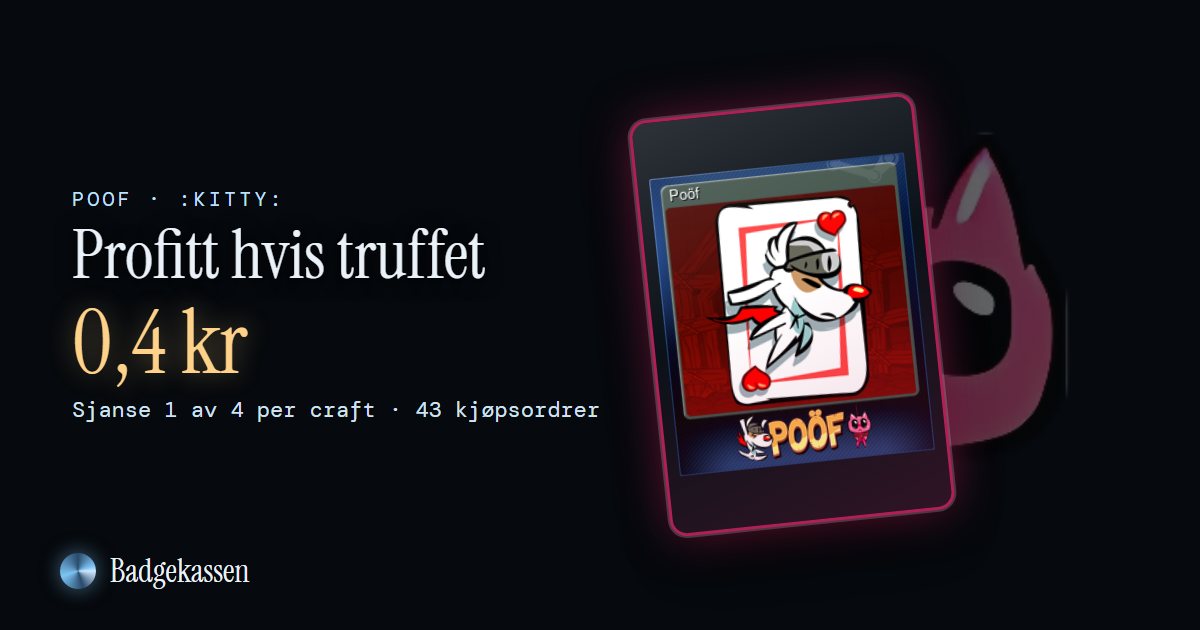 POOF · :KITTY:
Profitt hvis truffet
0,4 kr
Sjanse 1 av 4 per craft · 43 kjøpsordrer
Poöf
POÖF
Badgekassen